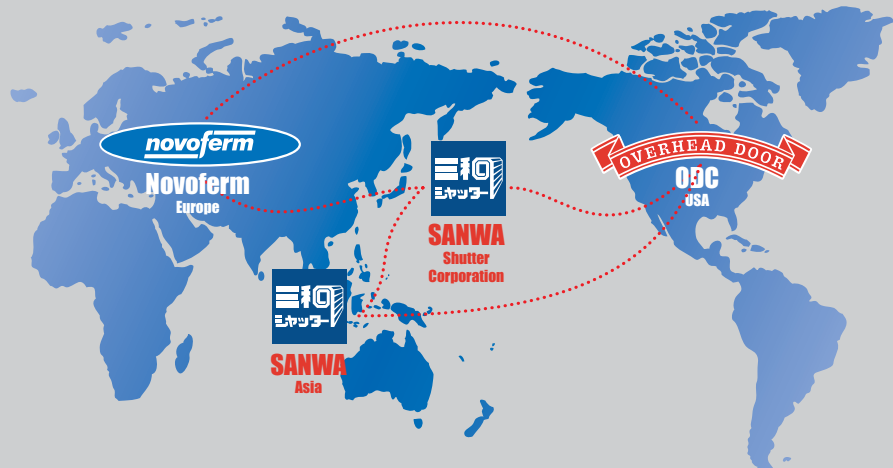 novoferm
Novoferm
Europe
三和
シャッター
SANWA
Shutter
Corporation
OVERHEAD DOOR
ODC
USA
三和
シャッター
SANWA
Asia